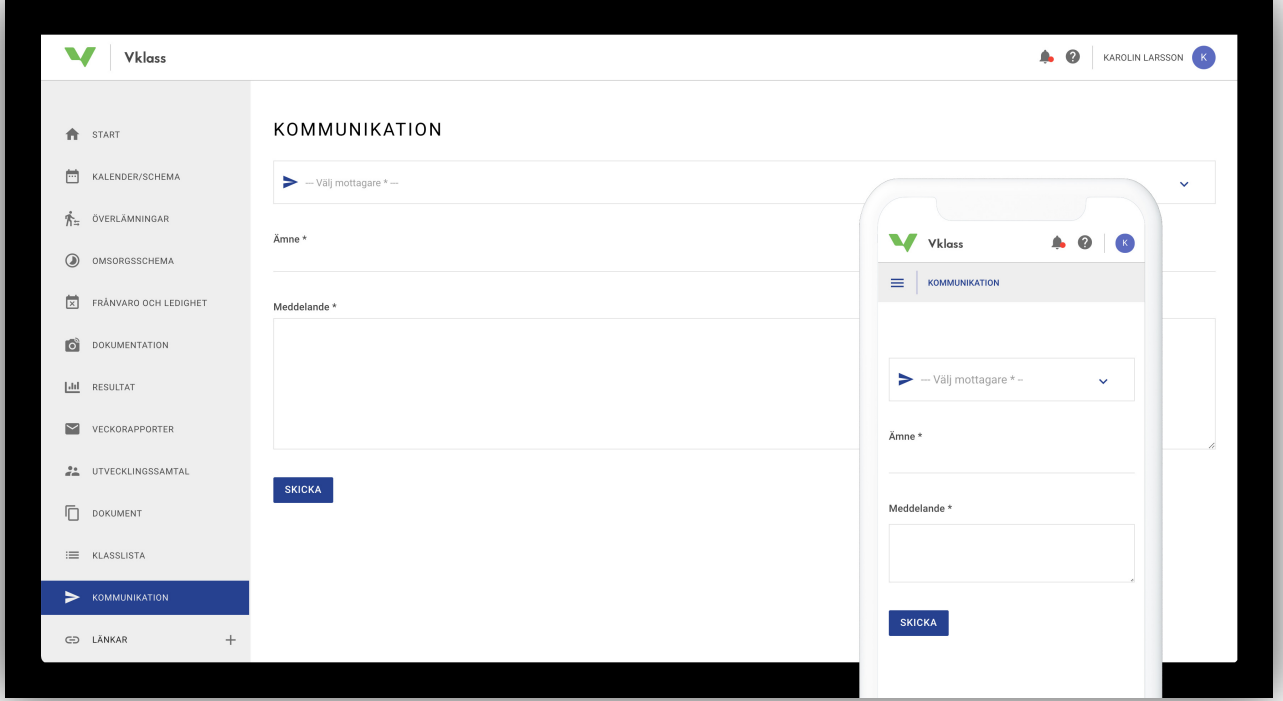 Vklass
KAROLIN LARSSON
K
START
KALENDER/SCHEMA
ÖVERLÄMNINGAR
OMSORGSSCHEMA
FRÅNVARO OCH LEDIGHET
DOKUMENTATION
RESULTAT
VECKORAPPORTER
UTVECKLINGSSAMTAL
DOKUMENT
KLASSLISTA
KOMMUNIKATION
LÄNKAR
KOMMUNIKATION
--- Välj mottagare * ---
Ämne *
Meddelande *
SKICKA
Vklass
K
KOMMUNIKATION
--- Välj mottagare * --
Ämne *
Meddelande *
SKICKA